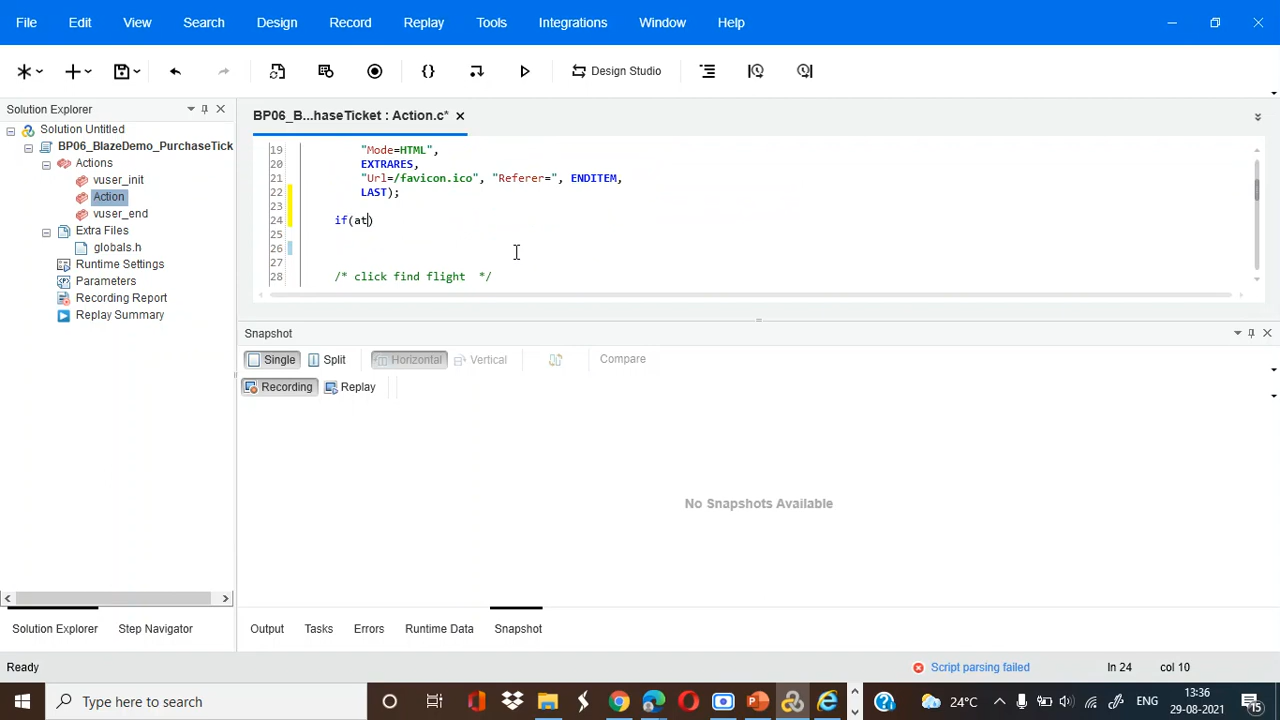 File Edit View Search Design Record Replay Tools Integrations Window Help
Design Studio
Solution Explorer
BP06_B...haseTicket : Action.c*
Solution Untitled
BP06_BlazeDemo_PurchaseTick
Actions
vuser_init
Action
vuser_end
Extra Files
globals.h
Runtime Settings
Parameters
Recording Report
Replay Summary
19 "Mode=HTML",
20 EXTRARES,
21 "Url=/favicon.ico", "Referer=", ENDITEM,
22 LAST);
23
24 if(at)
25
26
27
28 /* click find flight */
Snapshot
Single Split Horizontal Vertical Compare
Recording Replay
No Snapshots Available
Solution Explorer Step Navigator Output Tasks Errors Runtime Data Snapshot
Ready Script parsing failed ln 24 col 10
Type here to search 24°C ENG 13:36
29-08-2021 15